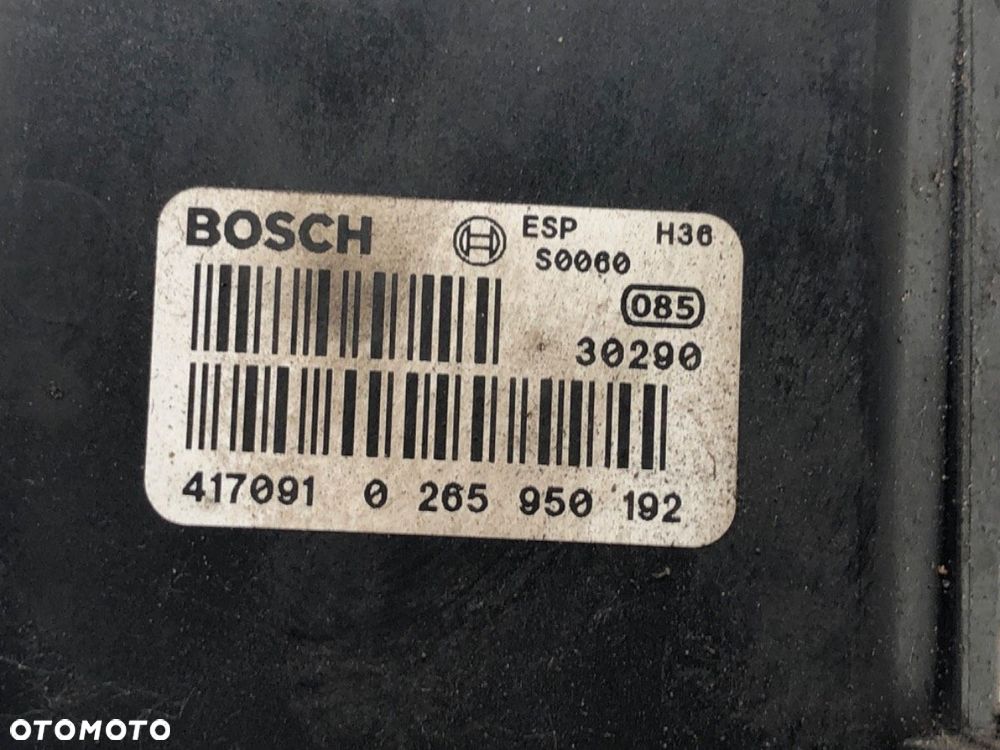 BOSCH ESP H36
S0060
085
30290
417091 0 265 950 192
OTOMOTO